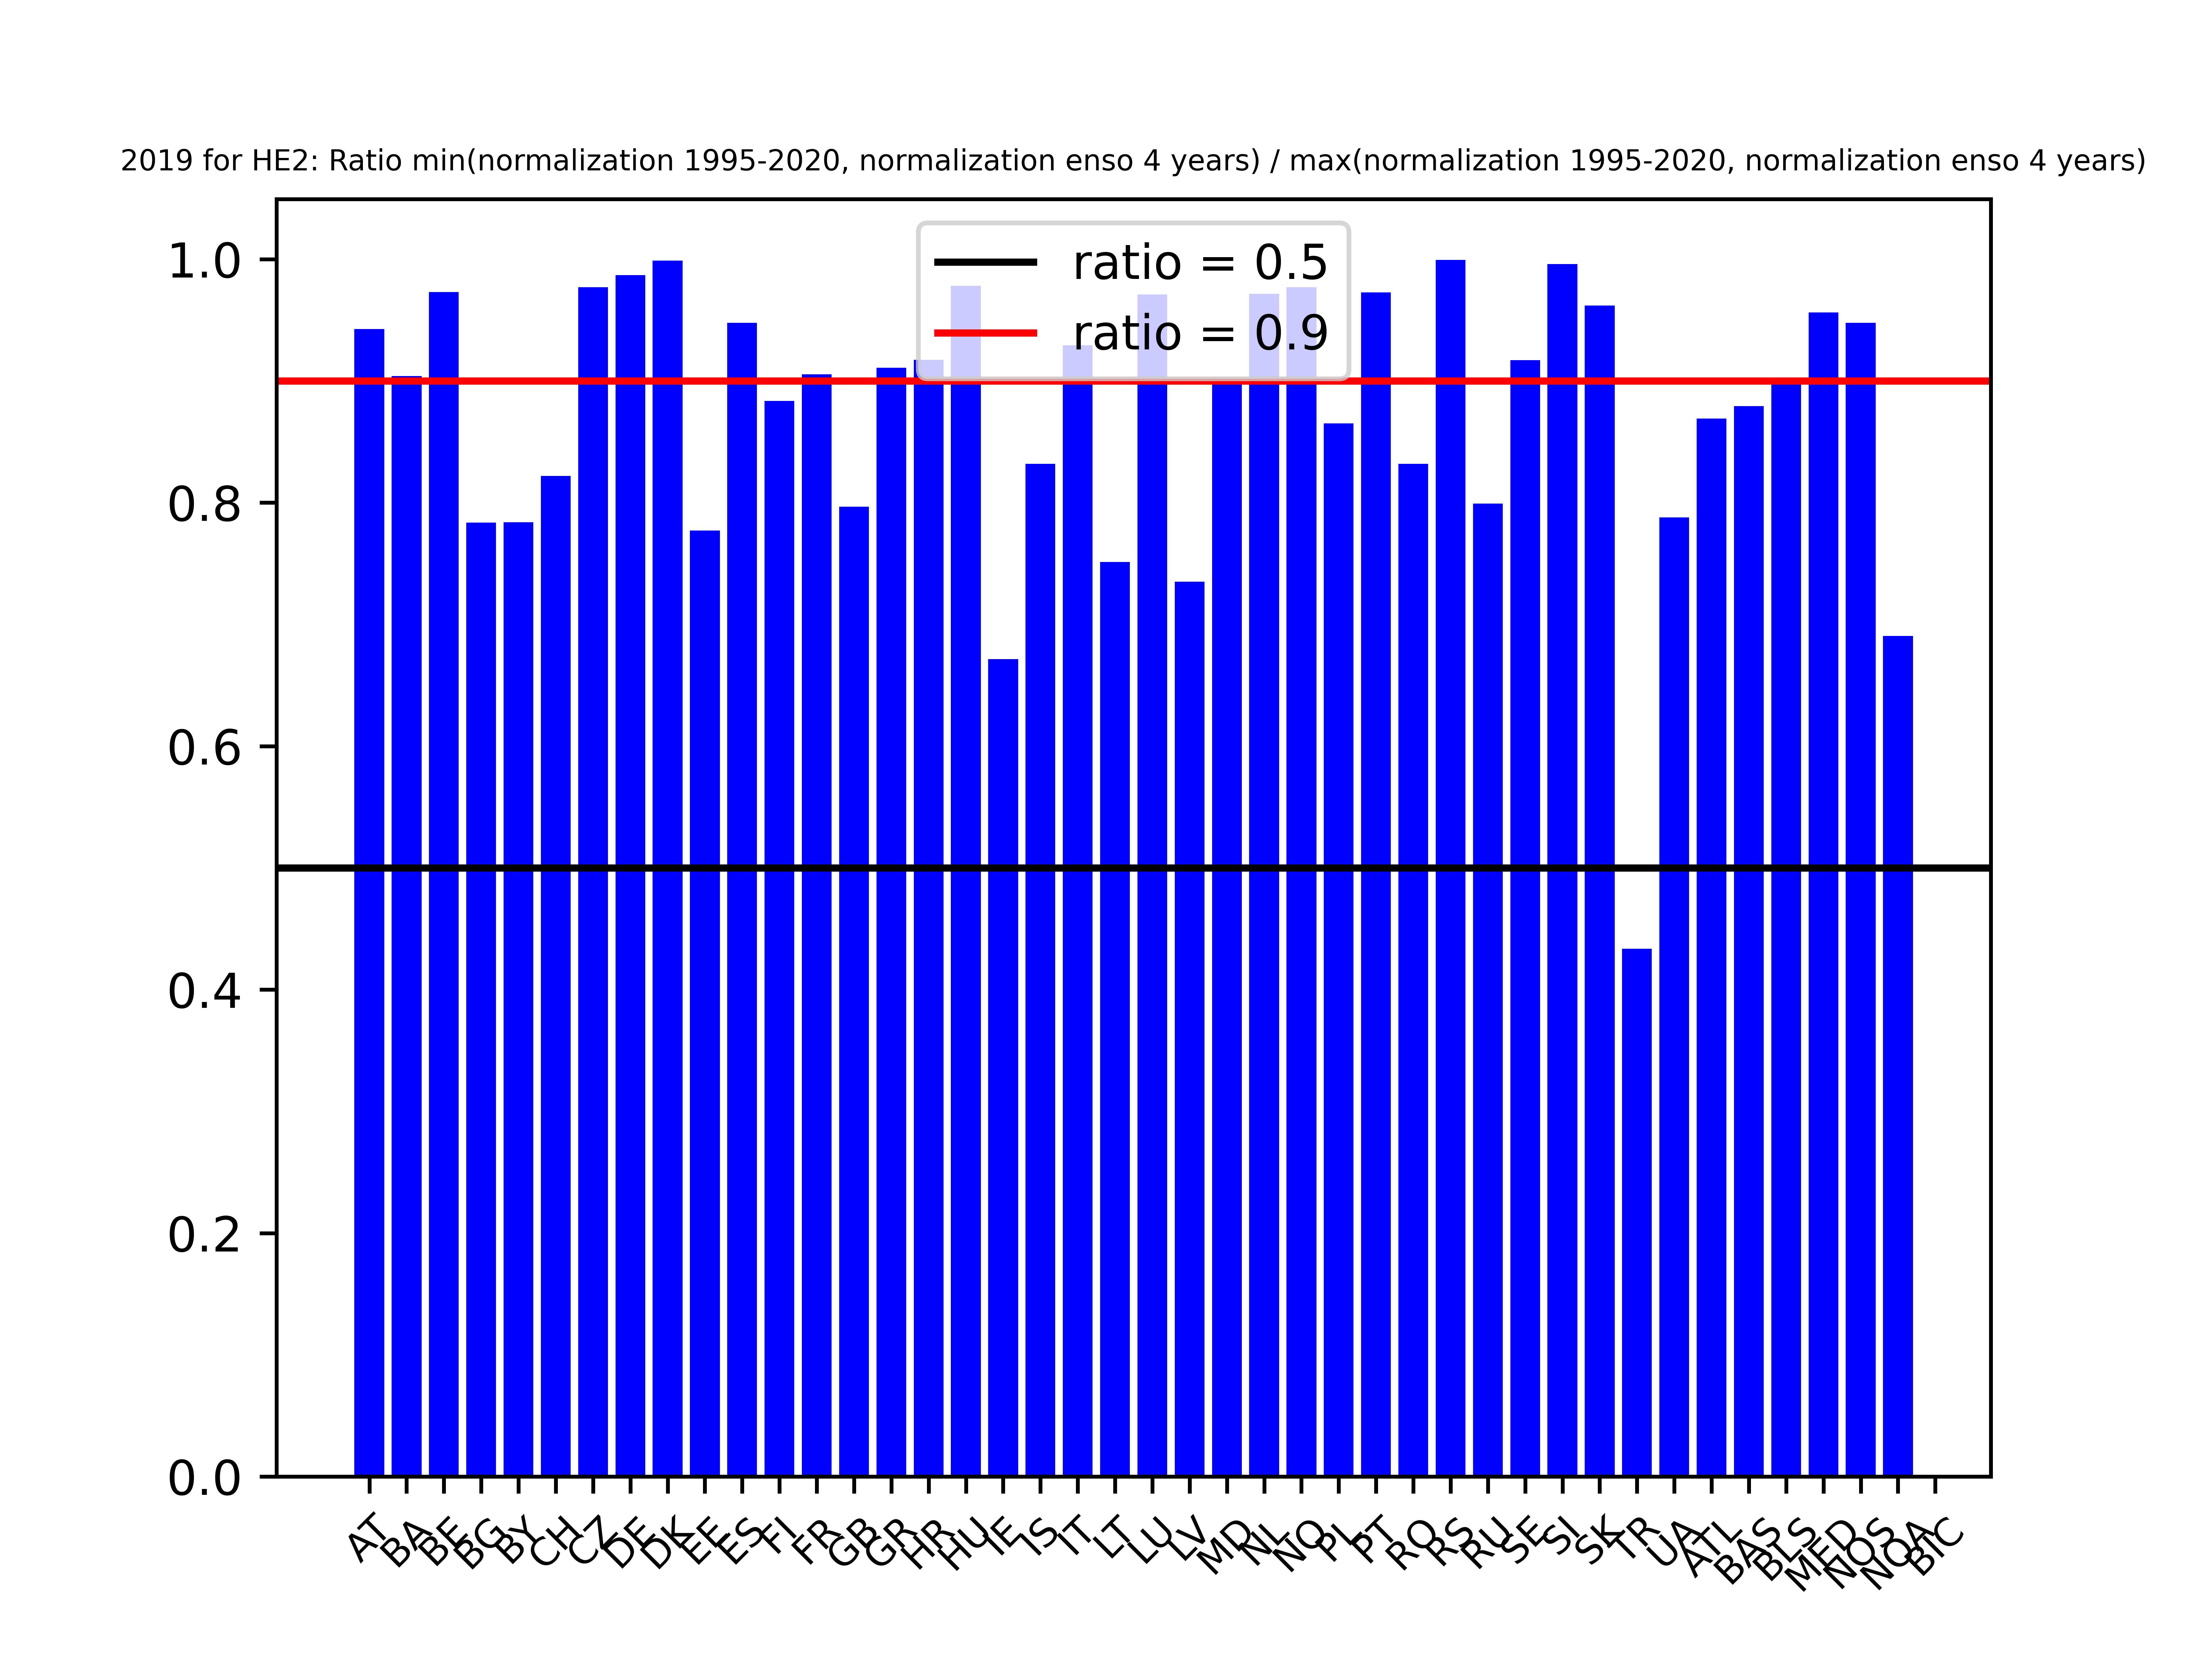 2019 for HE2: Ratio min(normalization 1995-2020, normalization enso 4 years) / max(normalization 1995-2020, normalization enso 4 years)
ratio = 0.5
ratio = 0.9
1.0
0.8
0.6
0.4
0.2
0.0
AT BA BE BG BY CH CZ DE DK EE ES FI FR GB GR HR HU IE IS IT LT LU LV MD NL NO PL PT RO RS RU SE SI SK TR UA ATL BAS BLS MED NOS NOA BIC